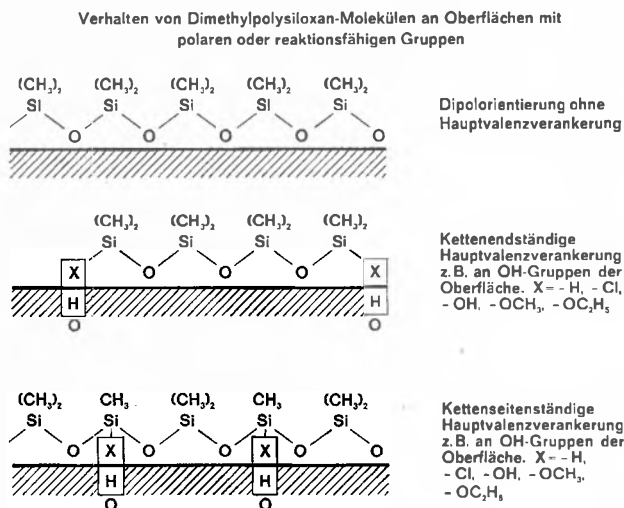 Verhalten von Dimethylpolysiloxan-Molekülen an Oberflächen mit
polaren oder reaktionsfähigen Gruppen
(CH₃)₂ (CH₃)₂ (CH₃)₂ (CH₃)₂ (CH₃)₂
Si Si Si Si Si
O O O O O
Dipolorientierung ohne
Hauptvalenzverankerung
(CH₃)₂ (CH₃)₂ (CH₃)₂ (CH₃)₂
Si Si Si Si
X O O O X
H H
O O
Kettenendständige
Hauptvalenzverankerung
z.B. an OH-Gruppen der
Oberfläche. X = - H, - Cl,
- OH, - OCH₃, - OC₂H₅
(CH₃)₂ CH₃ (CH₃)₂ CH₃ (CH₃)₂
Si Si Si Si Si
O X O O X O O
H H
O O
Kettenseitenständige
Hauptvalenzverankerung
z.B. an OH-Gruppen der
Oberfläche. X = - H,
- Cl, - OH, - OCH₃,
- OC₂H₅